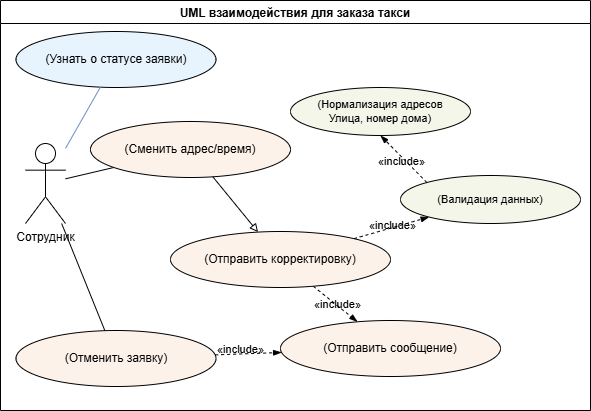 UML взаимодействия для заказа такси
(Узнать о статусе заявки)
(Нормализация адресов
Улица, номер дома)
(Сменить адрес/время)
«include»
(Валидация данных)
«include»
Сотрудник
(Отправить корректировку)
«include»
(Отменить заявку)
«include»
(Отправить сообщение)